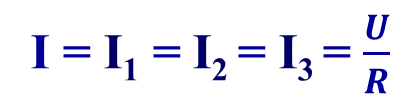 I = I₁ = I₂ = I₃ = U/R